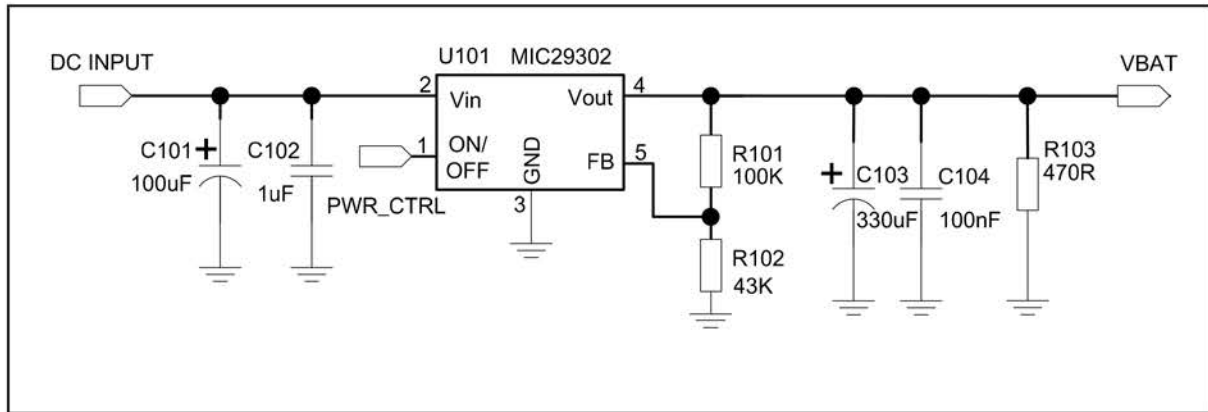 U101 MIC29302
DC INPUT
VBAT
2
4
Vin
Vout
C101
+
100uF
C102
1uF
1
ON/
OFF
GND
FB
5
PWR_CTRL
3
R101
100K
R102
43K
+
C103
330uF
C104
100nF
R103
470R